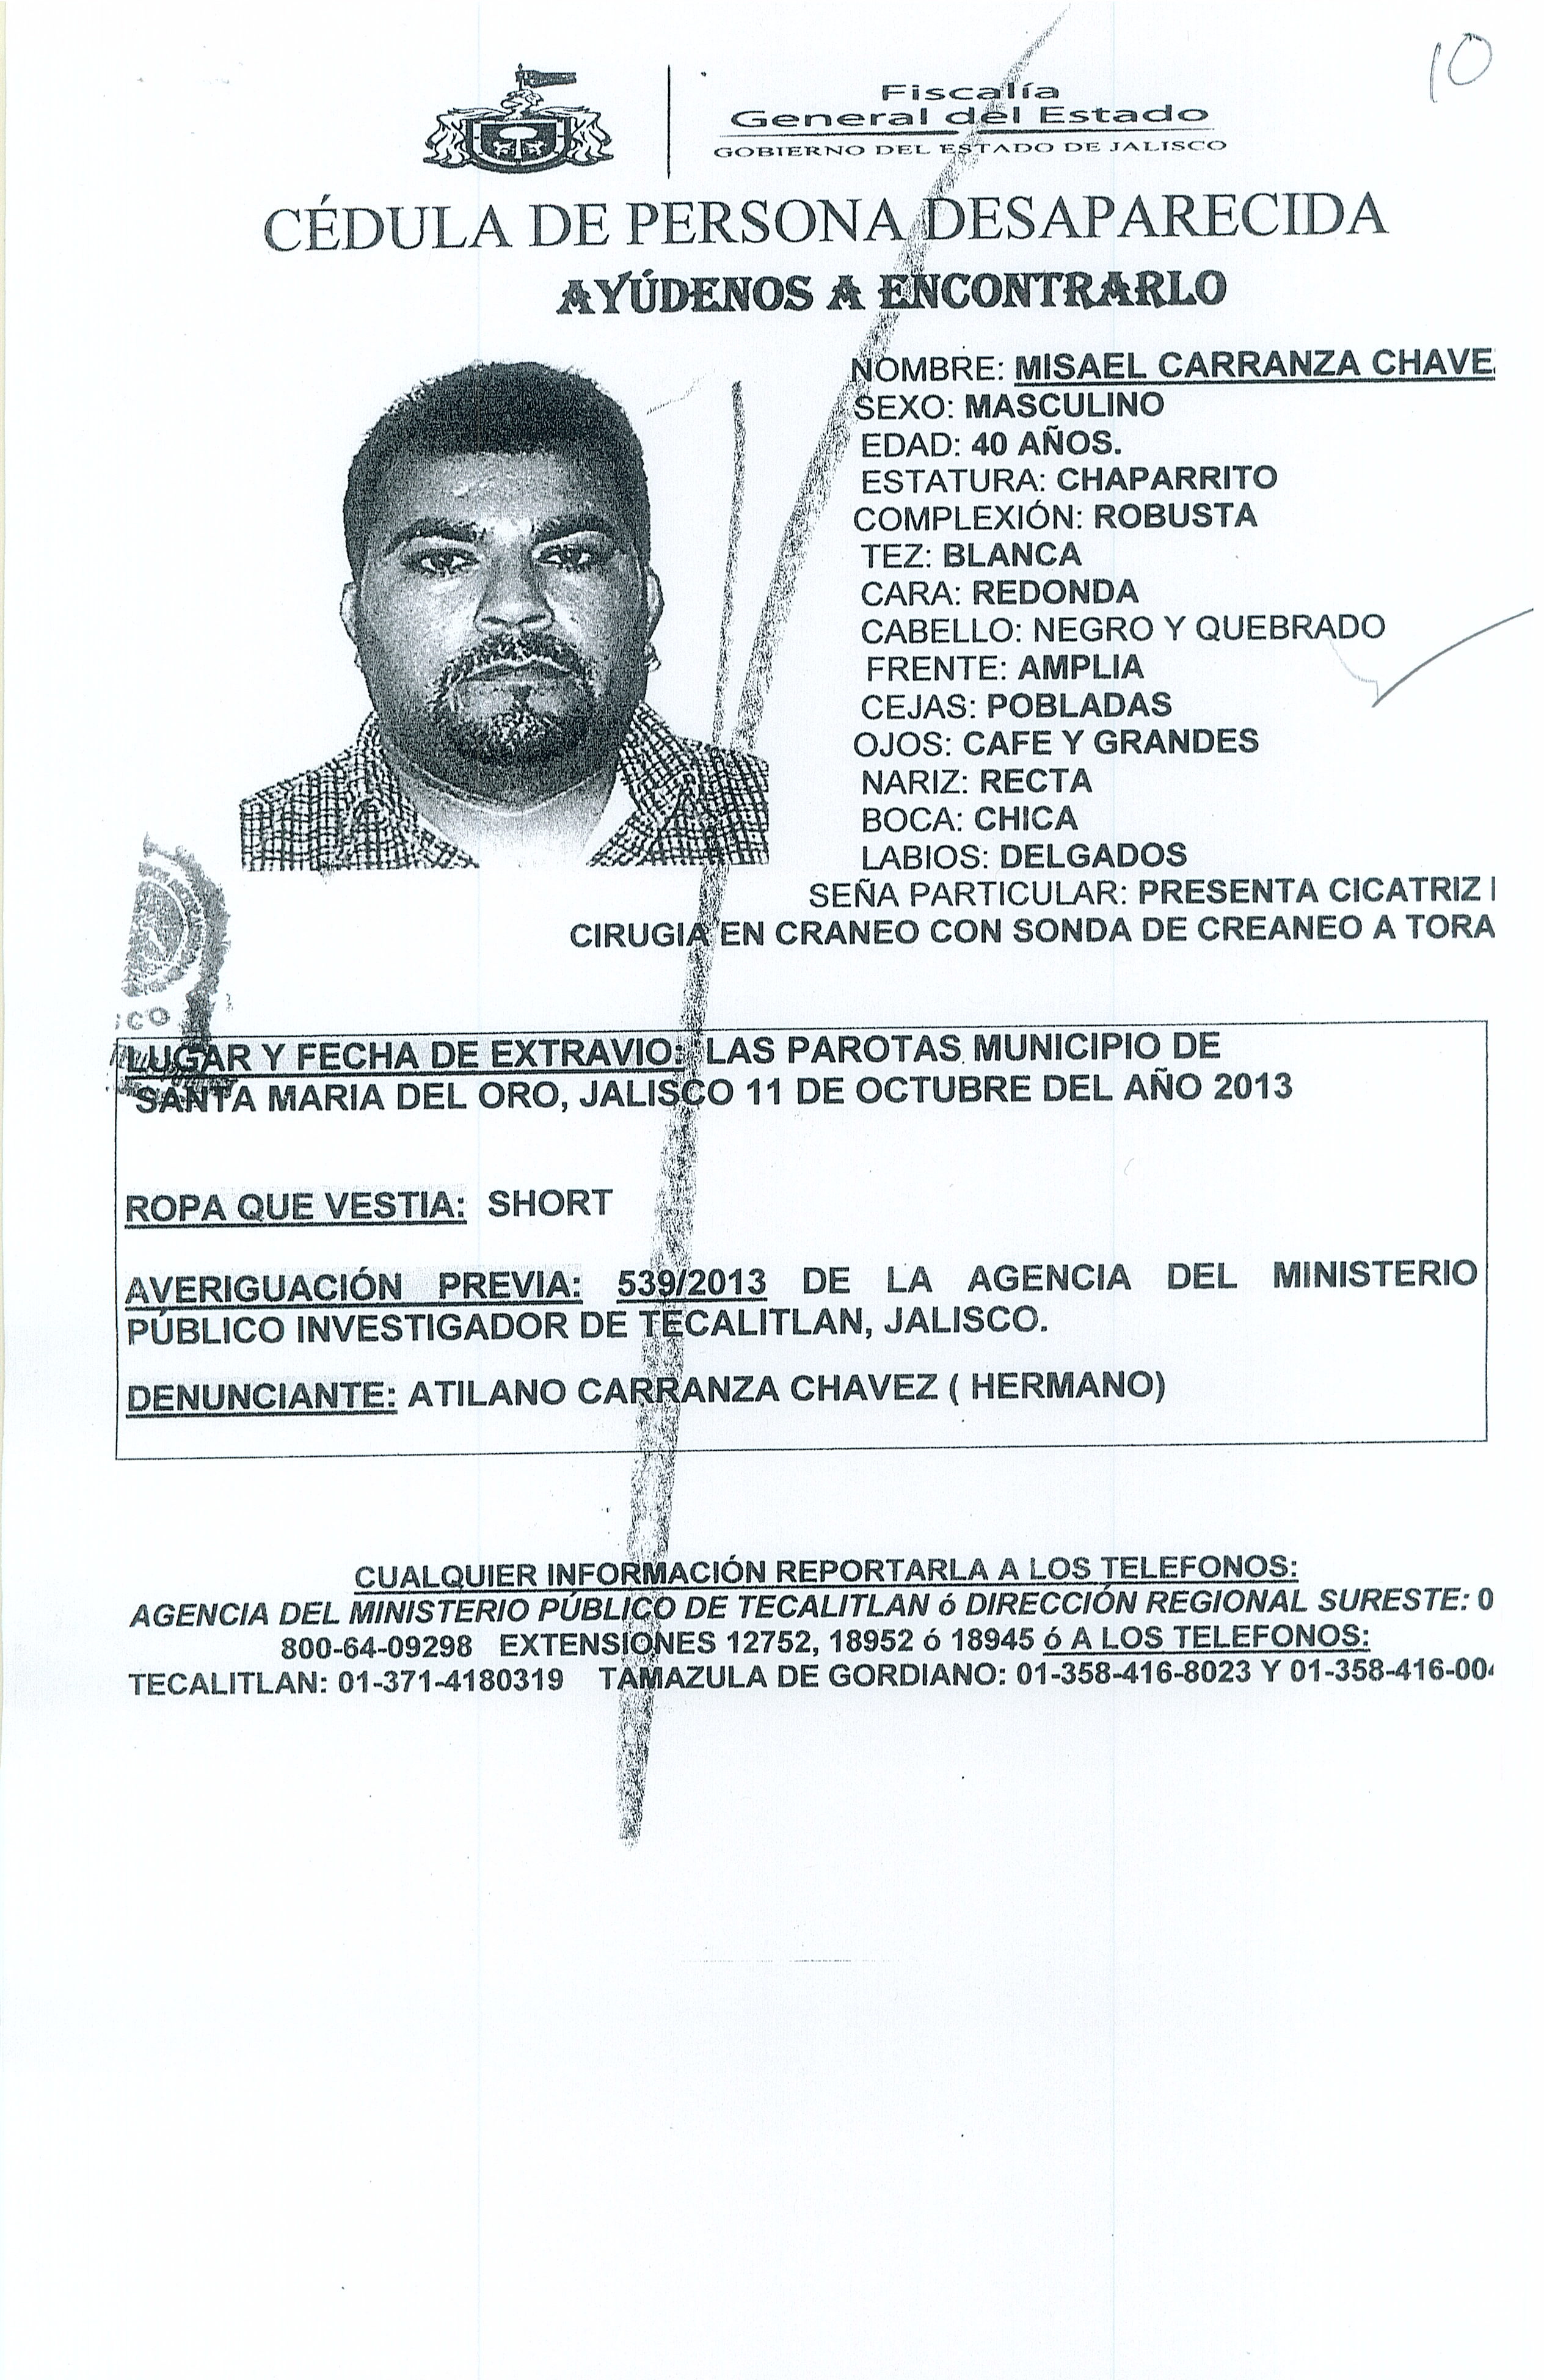 10
Fiscalía
General del Estado
GOBIERNO DEL ESTADO DE JALISCO
CÉDULA DE PERSONA DESAPARECIDA
AYÚDENOS A ENCONTRARLO
NOMBRE: MISAEL CARRANZA CHAVE
SEXO: MASCULINO
EDAD: 40 AÑOS.
ESTATURA: CHAPARRITO
COMPLEXIÓN: ROBUSTA
TEZ: BLANCA
CARA: REDONDA
CABELLO: NEGRO Y QUEBRADO
FRENTE: AMPLIA
CEJAS: POBLADAS
OJOS: CAFE Y GRANDES
NARIZ: RECTA
BOCA: CHICA
LABIOS: DELGADOS
SEÑA PARTICULAR: PRESENTA CICATRIZ
CIRUGIA EN CRANEO CON SONDA DE CREANEO A TORA
LUGAR Y FECHA DE EXTRAVIO: LAS PAROTAS MUNICIPIO DE
SANTA MARIA DEL ORO, JALISCO 11 DE OCTUBRE DEL AÑO 2013
ROPA QUE VESTIA: SHORT
AVERIGUACIÓN PREVIA: 539/2013 DE LA AGENCIA DEL MINISTERIO
PÚBLICO INVESTIGADOR DE TECALITLAN, JALISCO.
DENUNCIANTE: ATILANO CARRANZA CHAVEZ ( HERMANO)
CUALQUIER INFORMACIÓN REPORTARLA A LOS TELEFONOS:
AGENCIA DEL MINISTERIO PÚBLICO DE TECALITLAN ó DIRECCIÓN REGIONAL SURESTE: 0
800-64-09298 EXTENSIONES 12752, 18952 ó 18945 ó A LOS TELEFONOS:
TECALITLAN: 01-371-4180319 TAMAZULA DE GORDIANO: 01-358-416-8023 Y 01-358-416-00